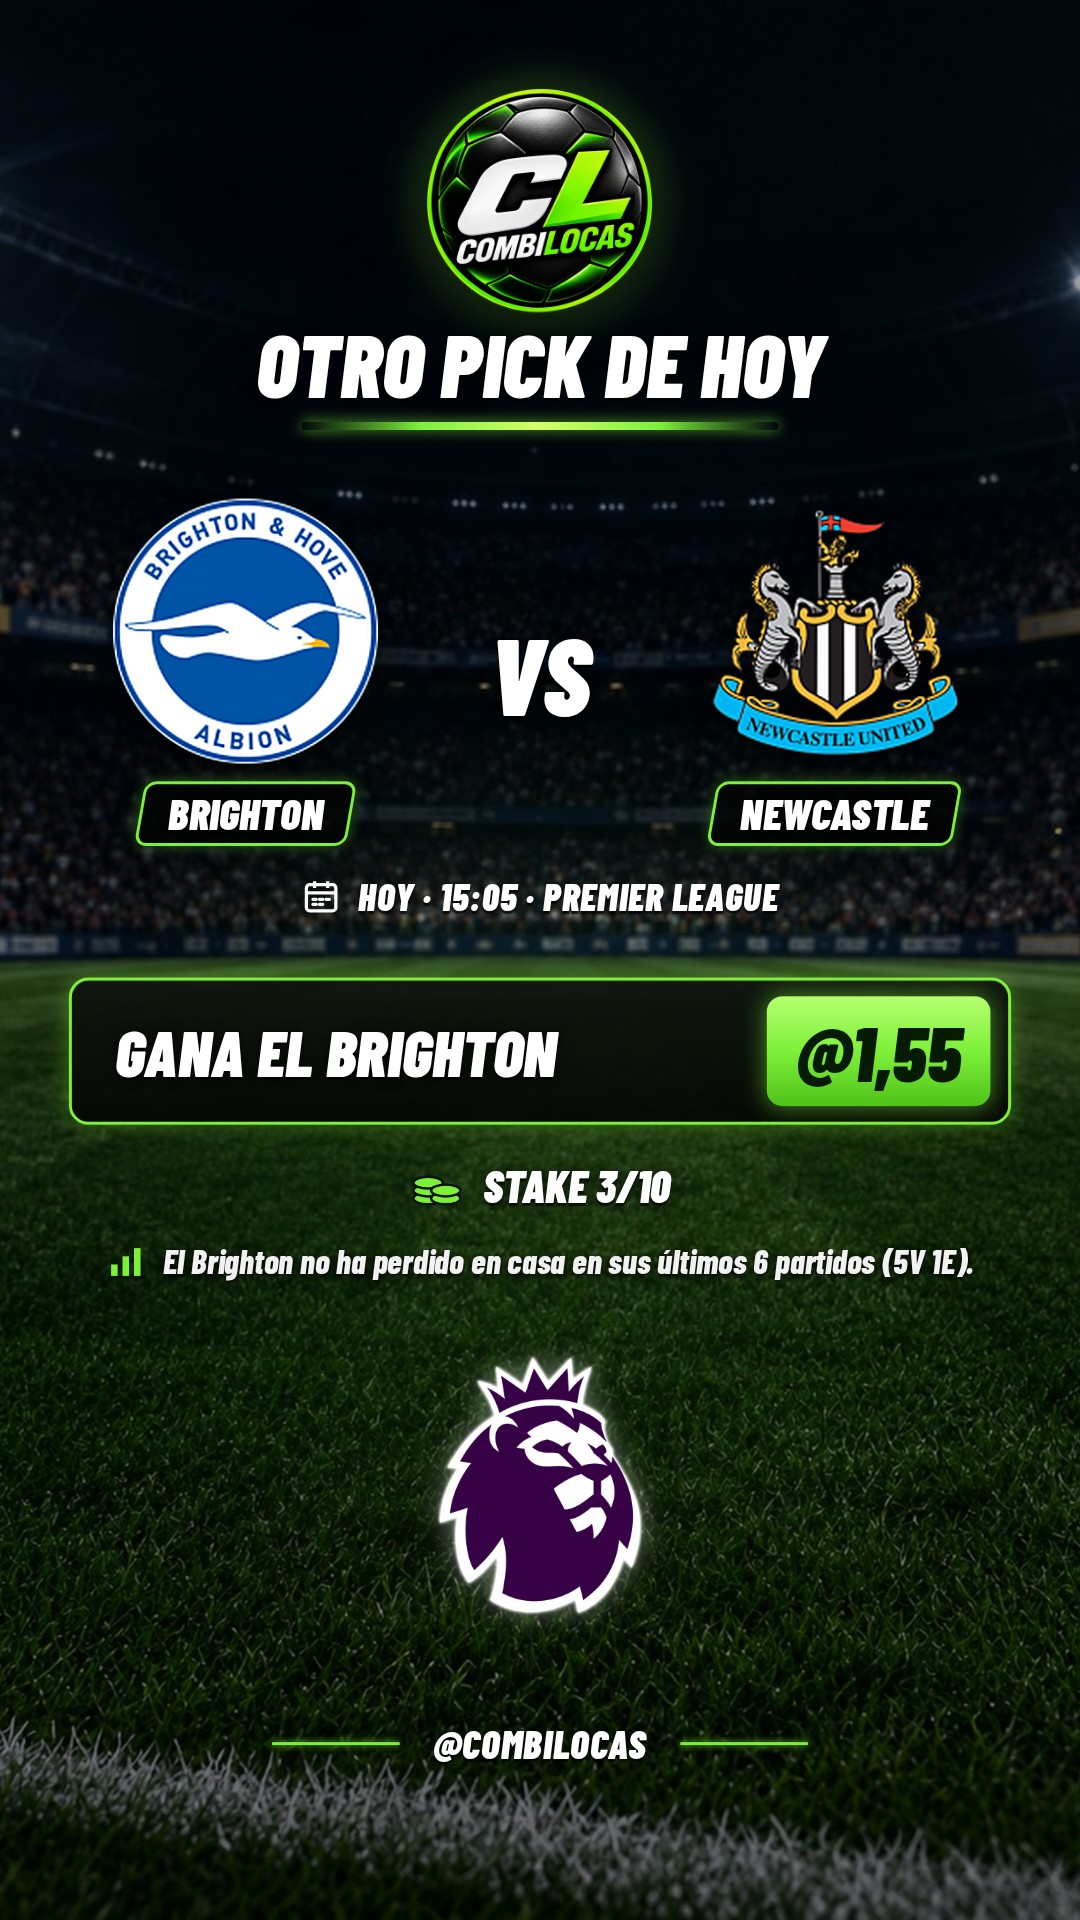 CL
COMBILOCAS
OTRO PICK DE HOY
BRIGHTON & HOVE
ALBION
VS
NEWCASTLE UNITED
BRIGHTON
NEWCASTLE
HOY · 15:05 · PREMIER LEAGUE
GANA EL BRIGHTON
@1,55
STAKE 3/10
El Brighton no ha perdido en casa en sus últimos 6 partidos (5V 1E).
@COMBILOCAS